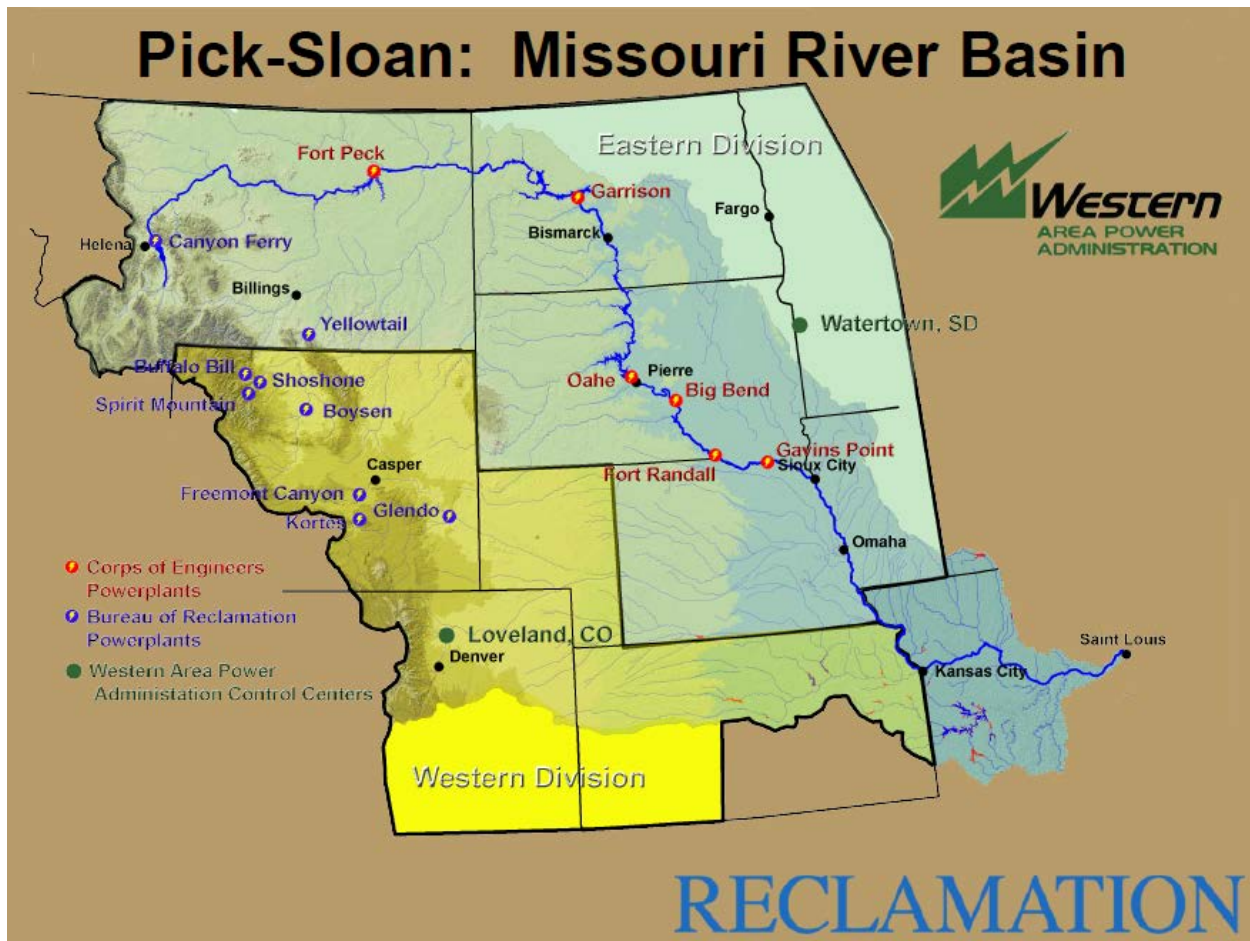 Pick-Sloan: Missouri River Basin
Eastern Division
Fort Peck
Garrison
Fargo
Western
AREA POWER
ADMINISTRATION
Bismarck
Helena
Canyon Ferry
Billings
Yellowtail
Watertown, SD
Buffalo Bill
Shoshone
Spirit Mountain
Boysen
Oahe
Pierre
Big Bend
Gavins Point
Sioux City
Fort Randall
Casper
Freemont Canyon
Glendo
Kortes
Omaha
Corps of Engineers
Powerplants
Bureau of Reclamation
Powerplants
Western Area Power
Administation Control Centers
Loveland, CO
Denver
Saint Louis
Kansas City
Western Division
RECLAMATION